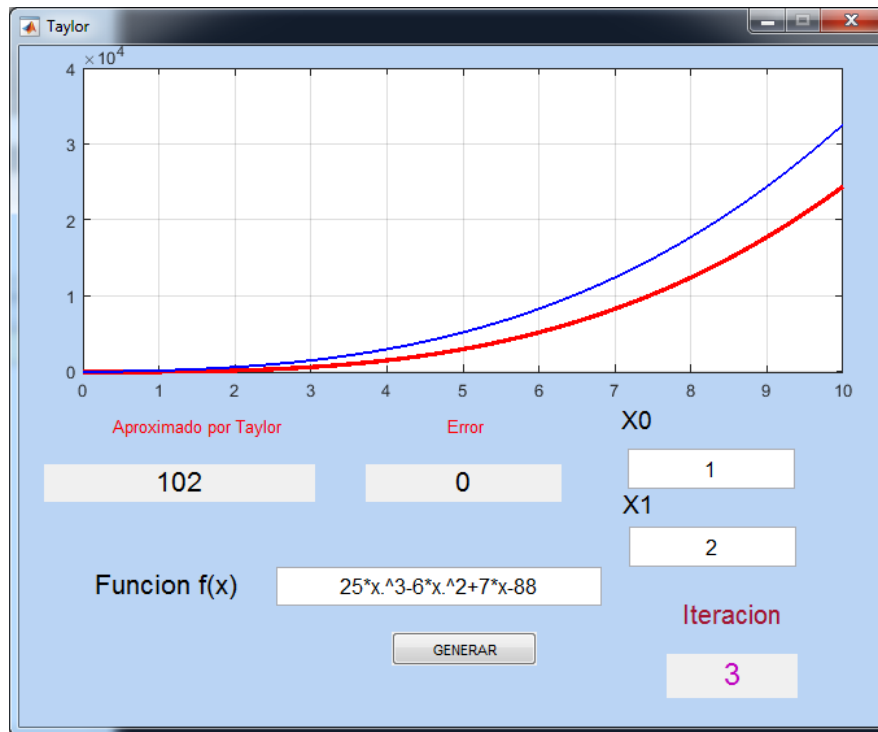 Taylor
×10^4
4
3
2
1
0
0 1 2 3 4 5 6 7 8 9 10
Aproximado por Taylor
Error
X0
102
0
1
X1
2
Funcion f(x)
25*x.^3-6*x.^2+7*x-88
Iteracion
GENERAR
3